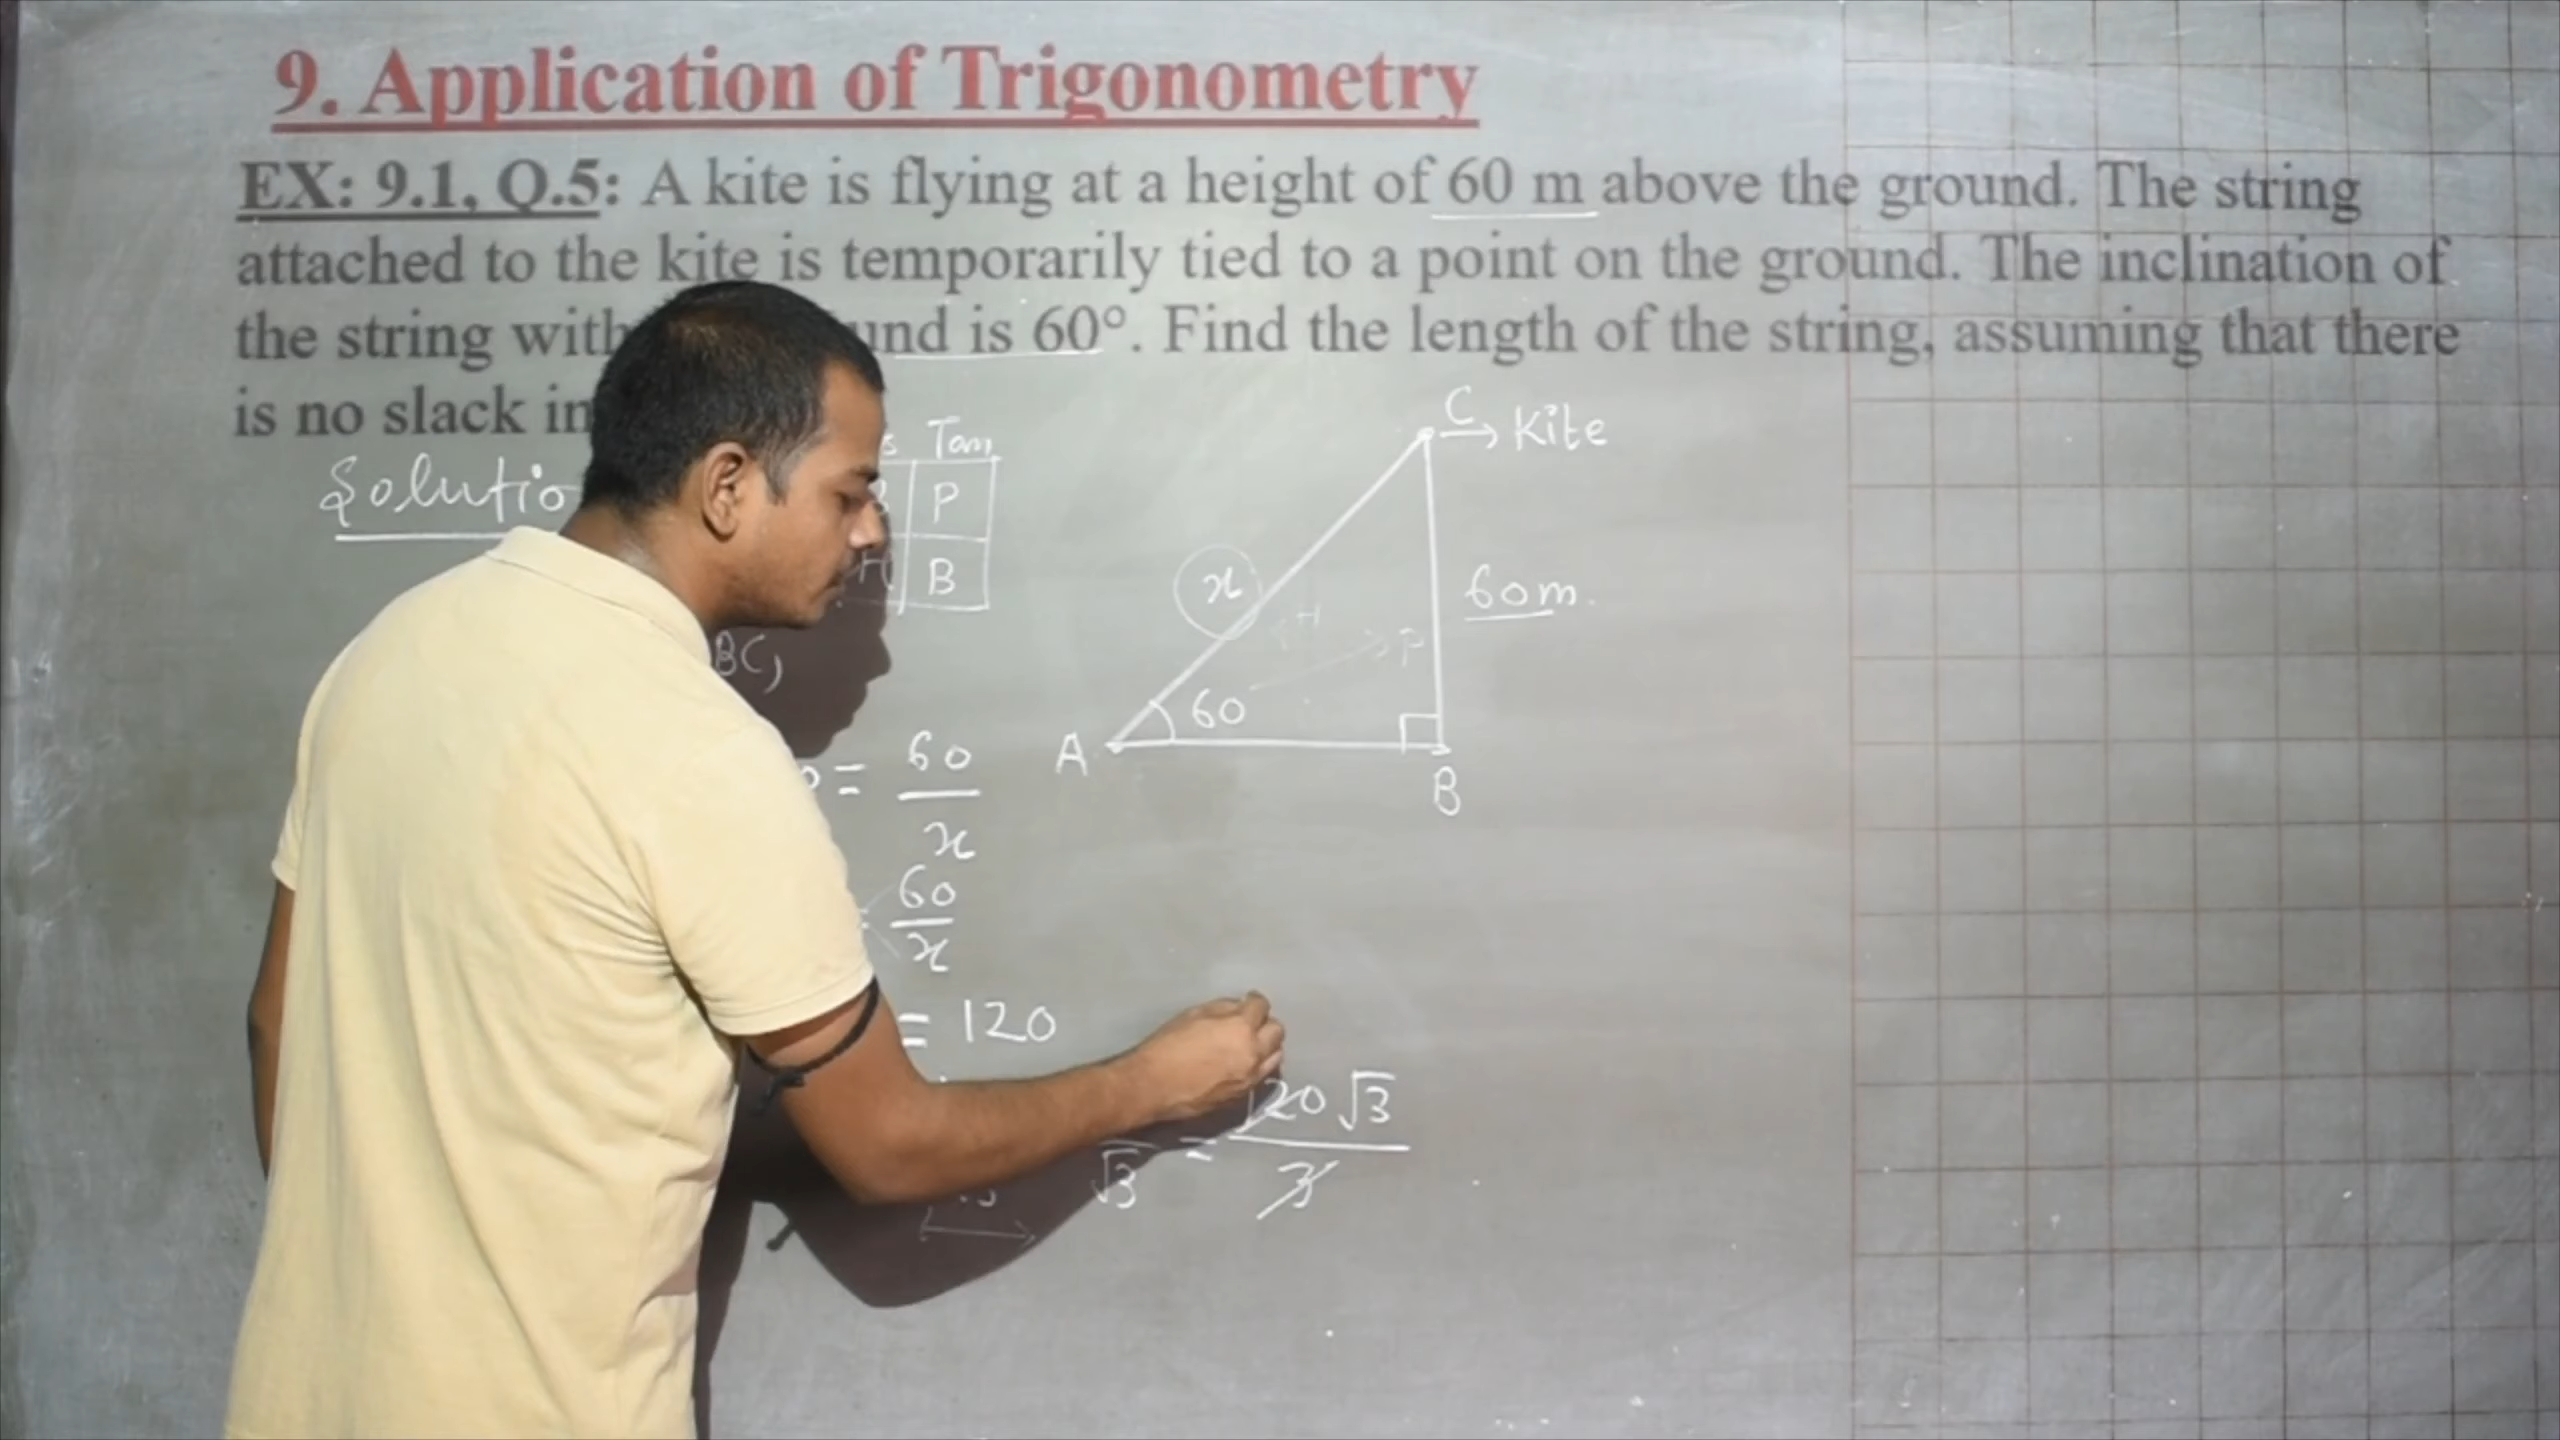 9. Application of Trigonometry
EX: 9.1, Q.5: A kite is flying at a height of 60 m above the ground. The string
attached to the kite is temporarily tied to a point on the ground. The inclination of
the string with und is 60°. Find the length of the string, assuming that there
is no slack in
C → Kite
s Tan
Solutio
P
H B
x
60m.
H
P
BC,
60
A
B
= 60
x
60
x
= 120
120 √3
√3 = 3